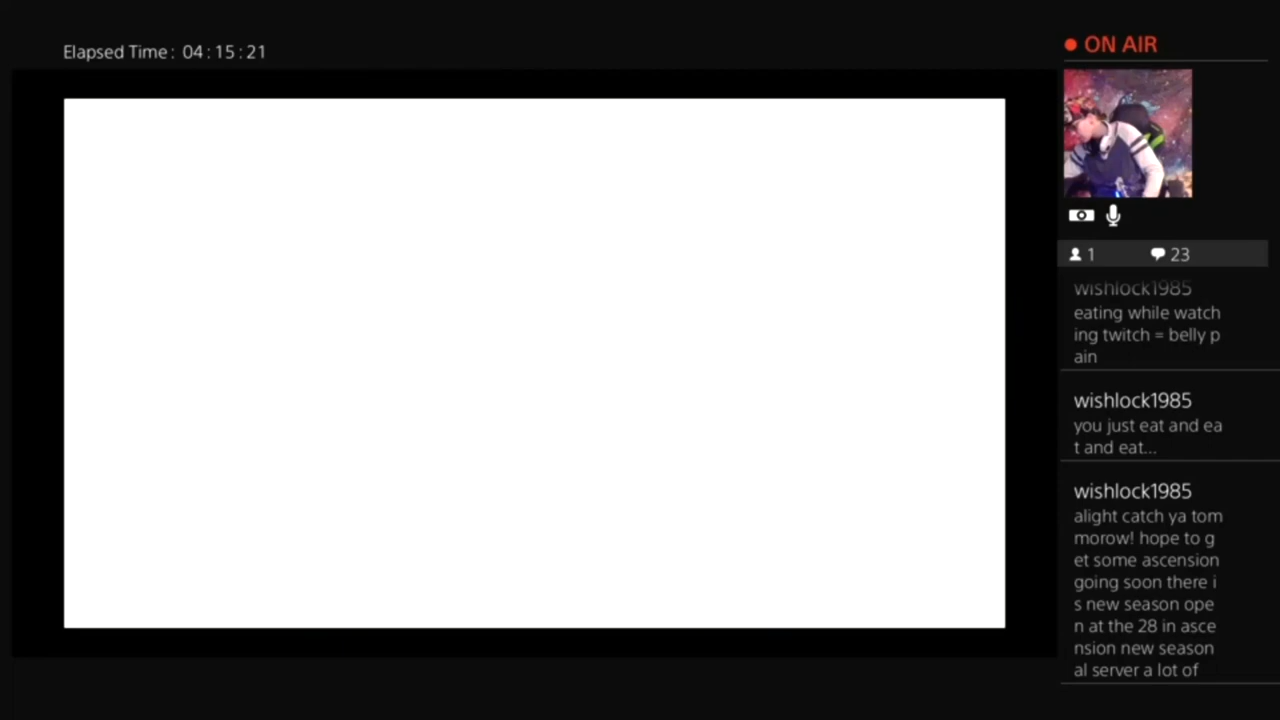 Elapsed Time: 04:15:21
ON AIR
1 23
wishlock1985
eating while watch
ing twitch = belly p
ain
wishlock1985
you just eat and ea
t and eat...
wishlock1985
alight catch ya tom
morow! hope to g
et some ascension
going soon there i
s new season ope
n at the 28 in asce
nsion new season
al server a lot of